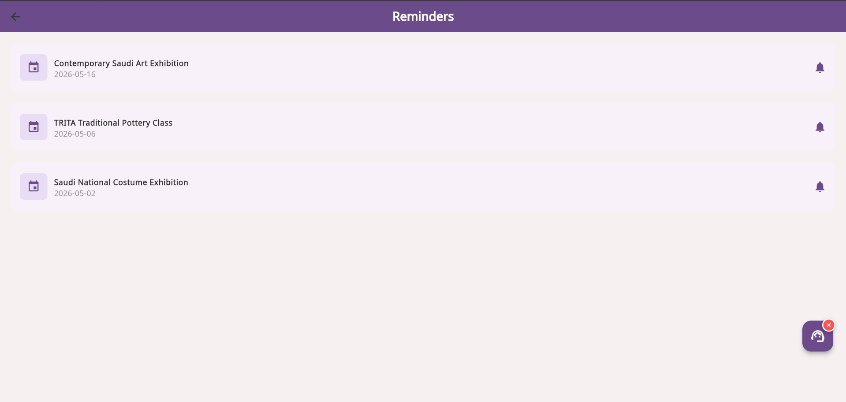 Reminders
Contemporary Saudi Art Exhibition
2026-05-16
TRITA Traditional Pottery Class
2026-05-06
Saudi National Costume Exhibition
2026-05-02